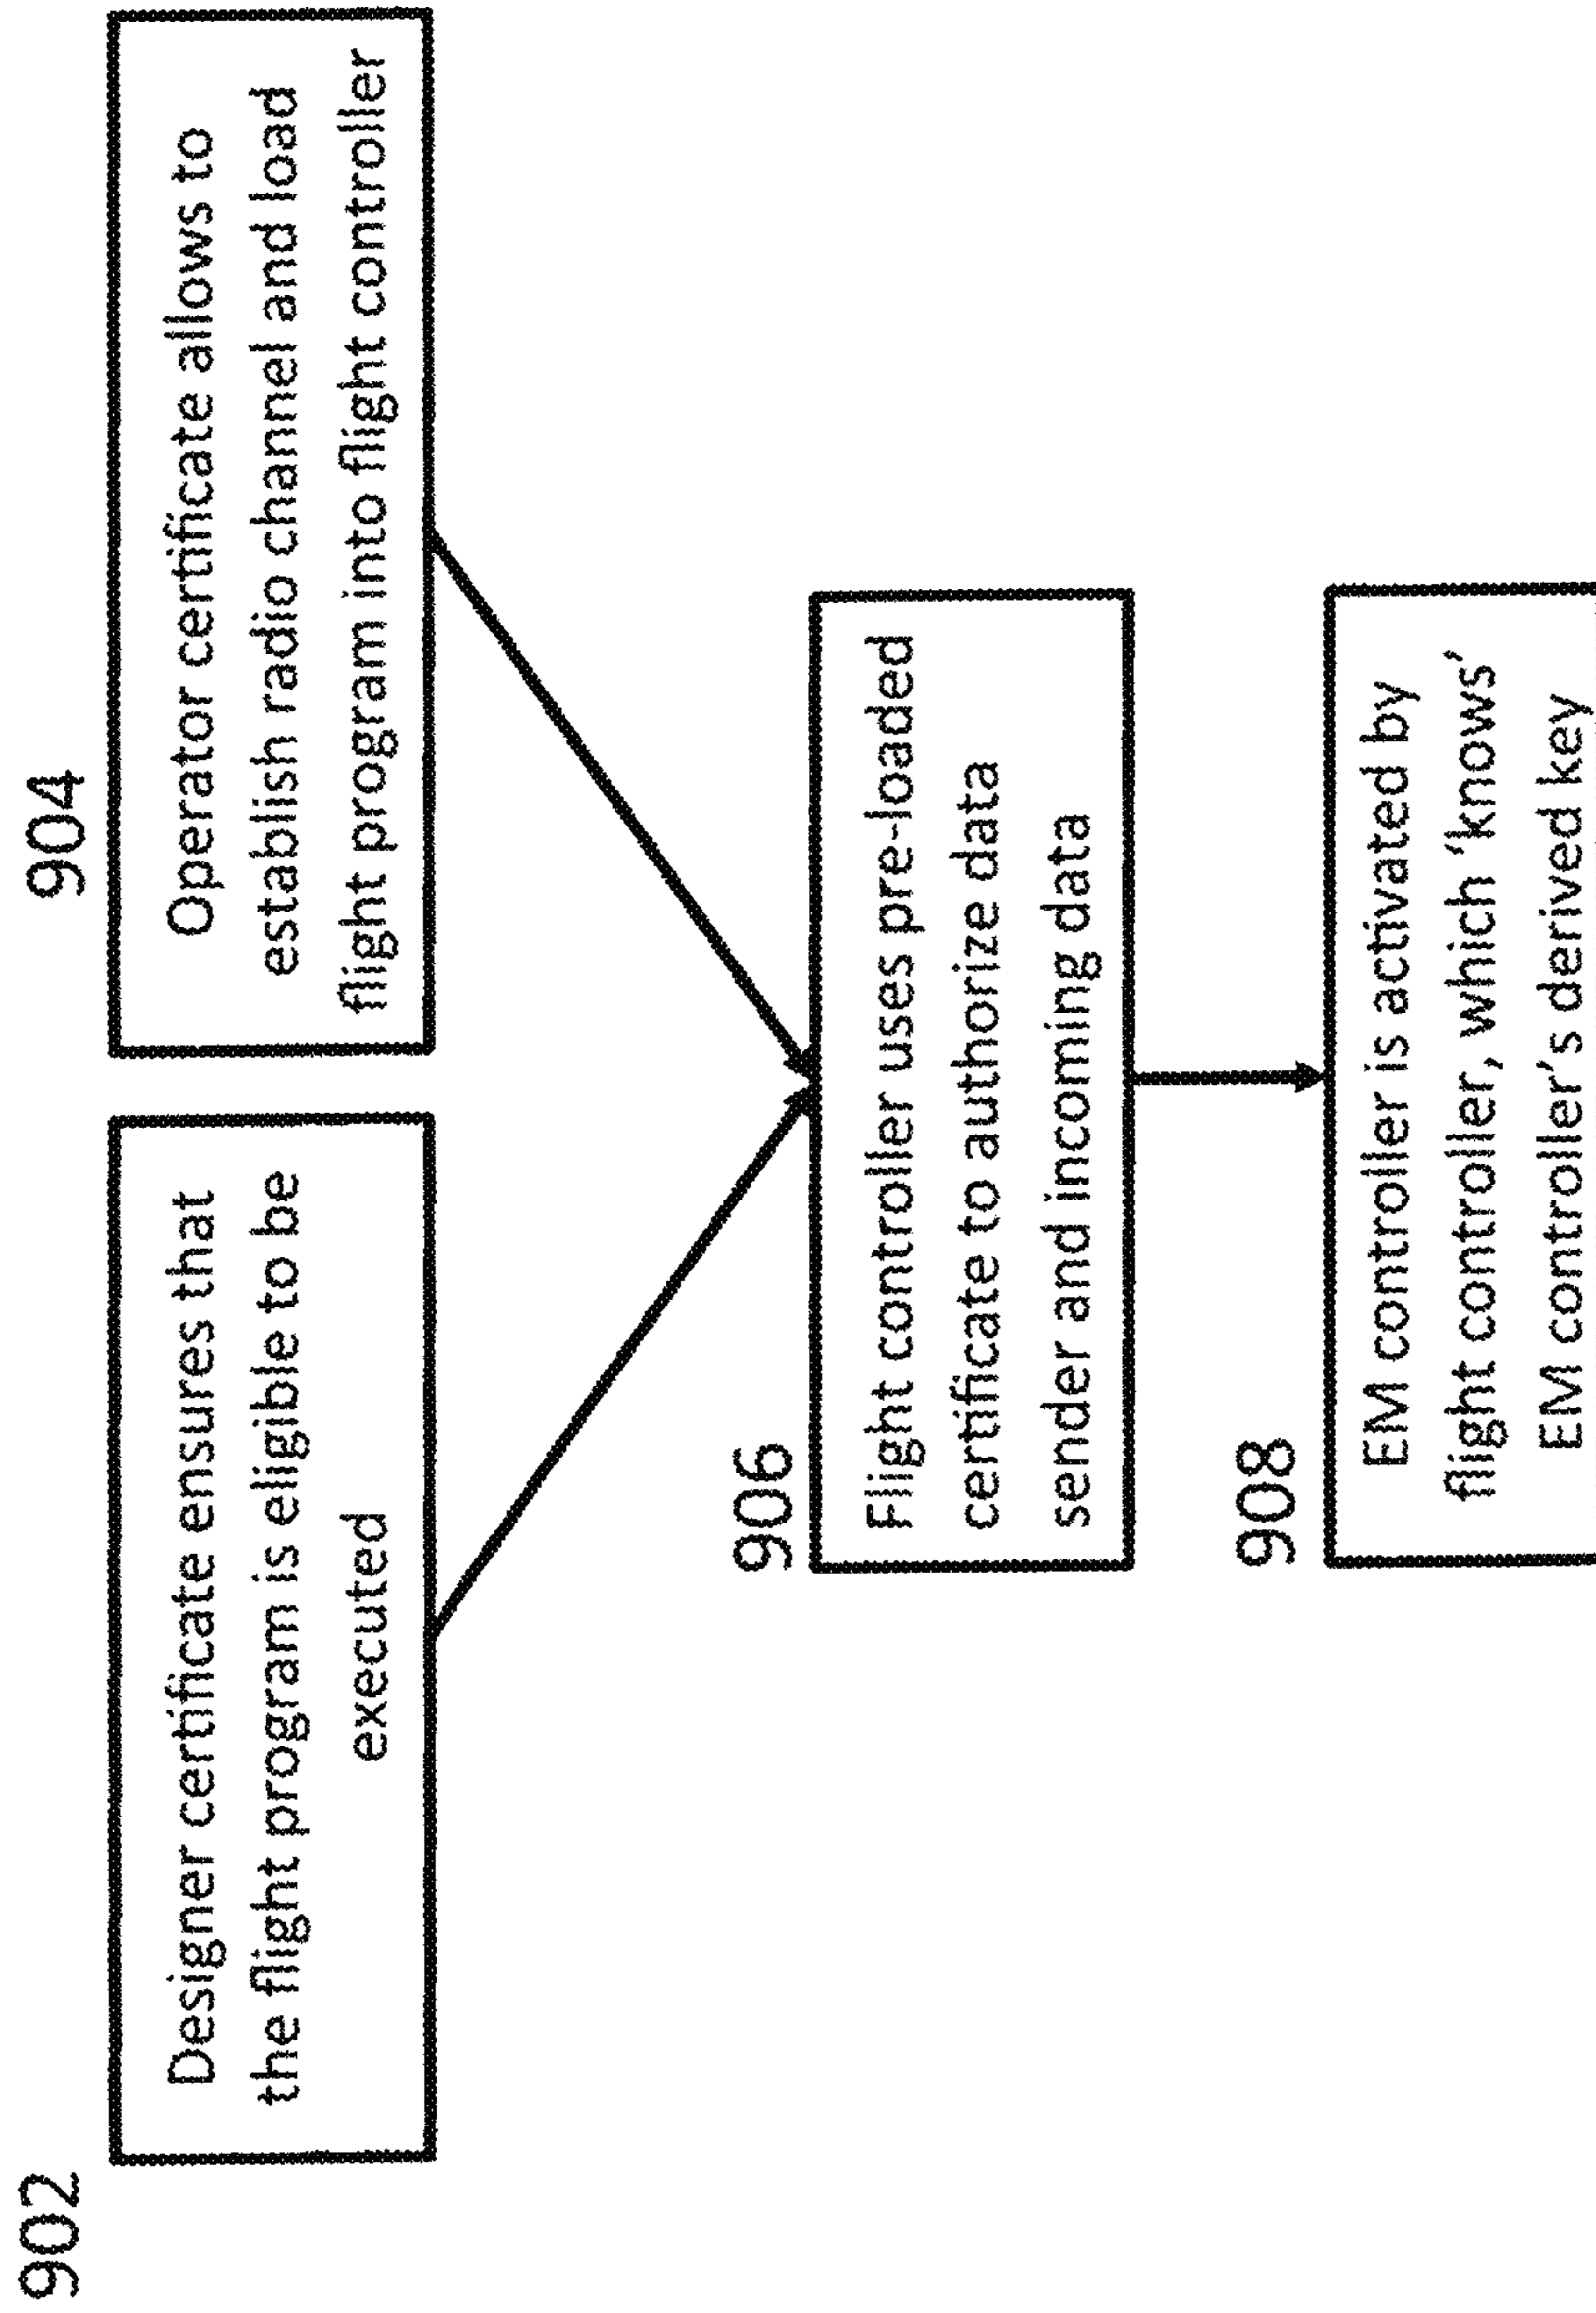 902
Designer certificate ensures that
the flight program is eligible to be
executed
904
Operator certificate allows to
establish radio channel and load
flight program into flight controller
906
Flight controller uses pre-loaded
certificate to authorize data
sender and incoming data
908
EM controller is activated by
flight controller, which ‘knows’
EM controller’s derived key